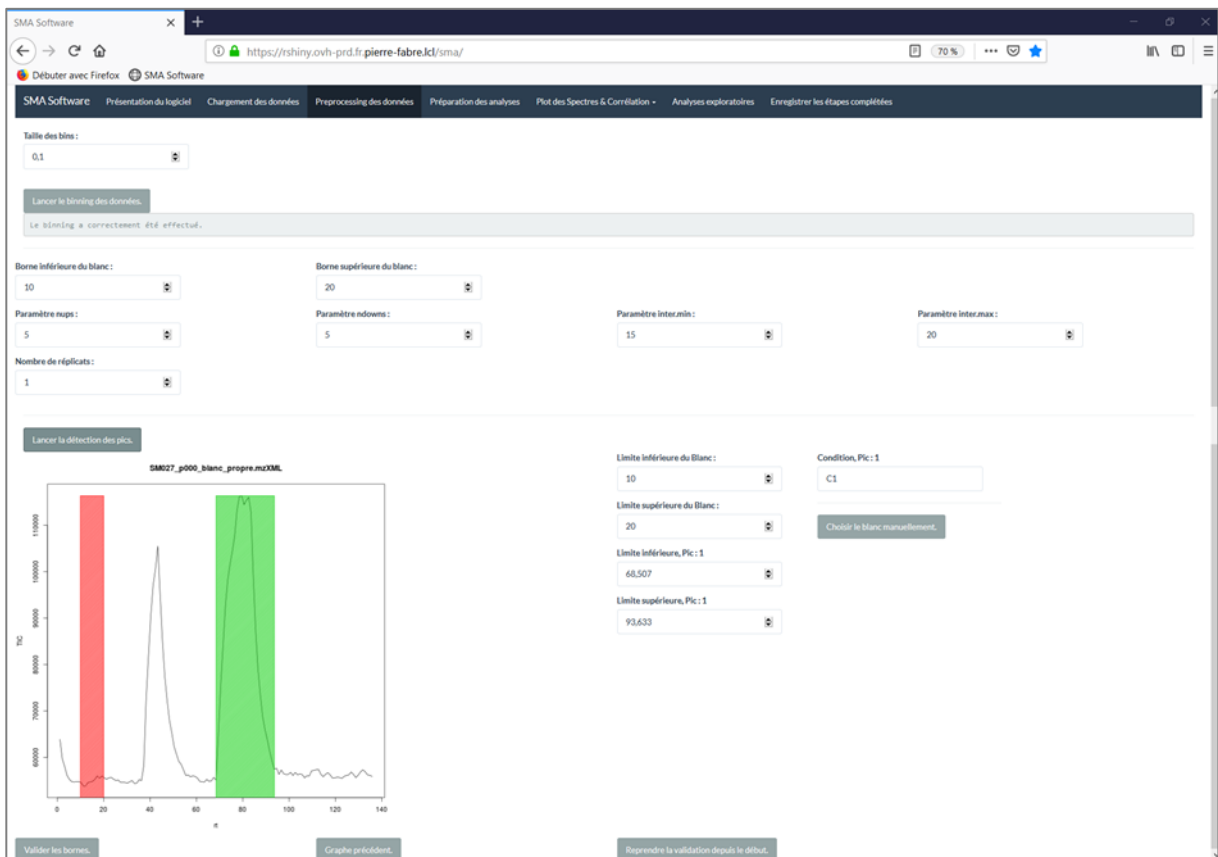 SMA Software
https://rshiny.ovh-prd.fr.pierre-fabre.lcl/sma/
70 %
Débuter avec Firefox SMA Software
SMA Software Présentation du logiciel Chargement des données Preprocessing des données Préparation des analyses Plot des Spectres & Corrélation Analyses exploratoires Enregistrer les étapes complétées
Taille des bins :
0,1
Lancer le binning des données.
Le binning a correctement été effectué.
Borne inférieure du blanc : Borne supérieure du blanc :
10 20
Paramètre nups : Paramètre ndowns : Paramètre inter.min : Paramètre inter.max :
5 5 15 20
Nombre de réplicats :
1
Lancer la détection des pics.
SM027_p000_blanc_propre.mzXML
TIC
110000
100000
90000
80000
70000
60000
0 20 40 60 80 100 120 140
rt
Limite inférieure du Blanc : Condition, Pic : 1
10 C1
Limite supérieure du Blanc :
20 Choisir le blanc manuellement.
Limite inférieure, Pic : 1
68,507
Limite supérieure, Pic : 1
93,633
Valider les bornes. Graphe précédent. Reprendre la validation depuis le début.